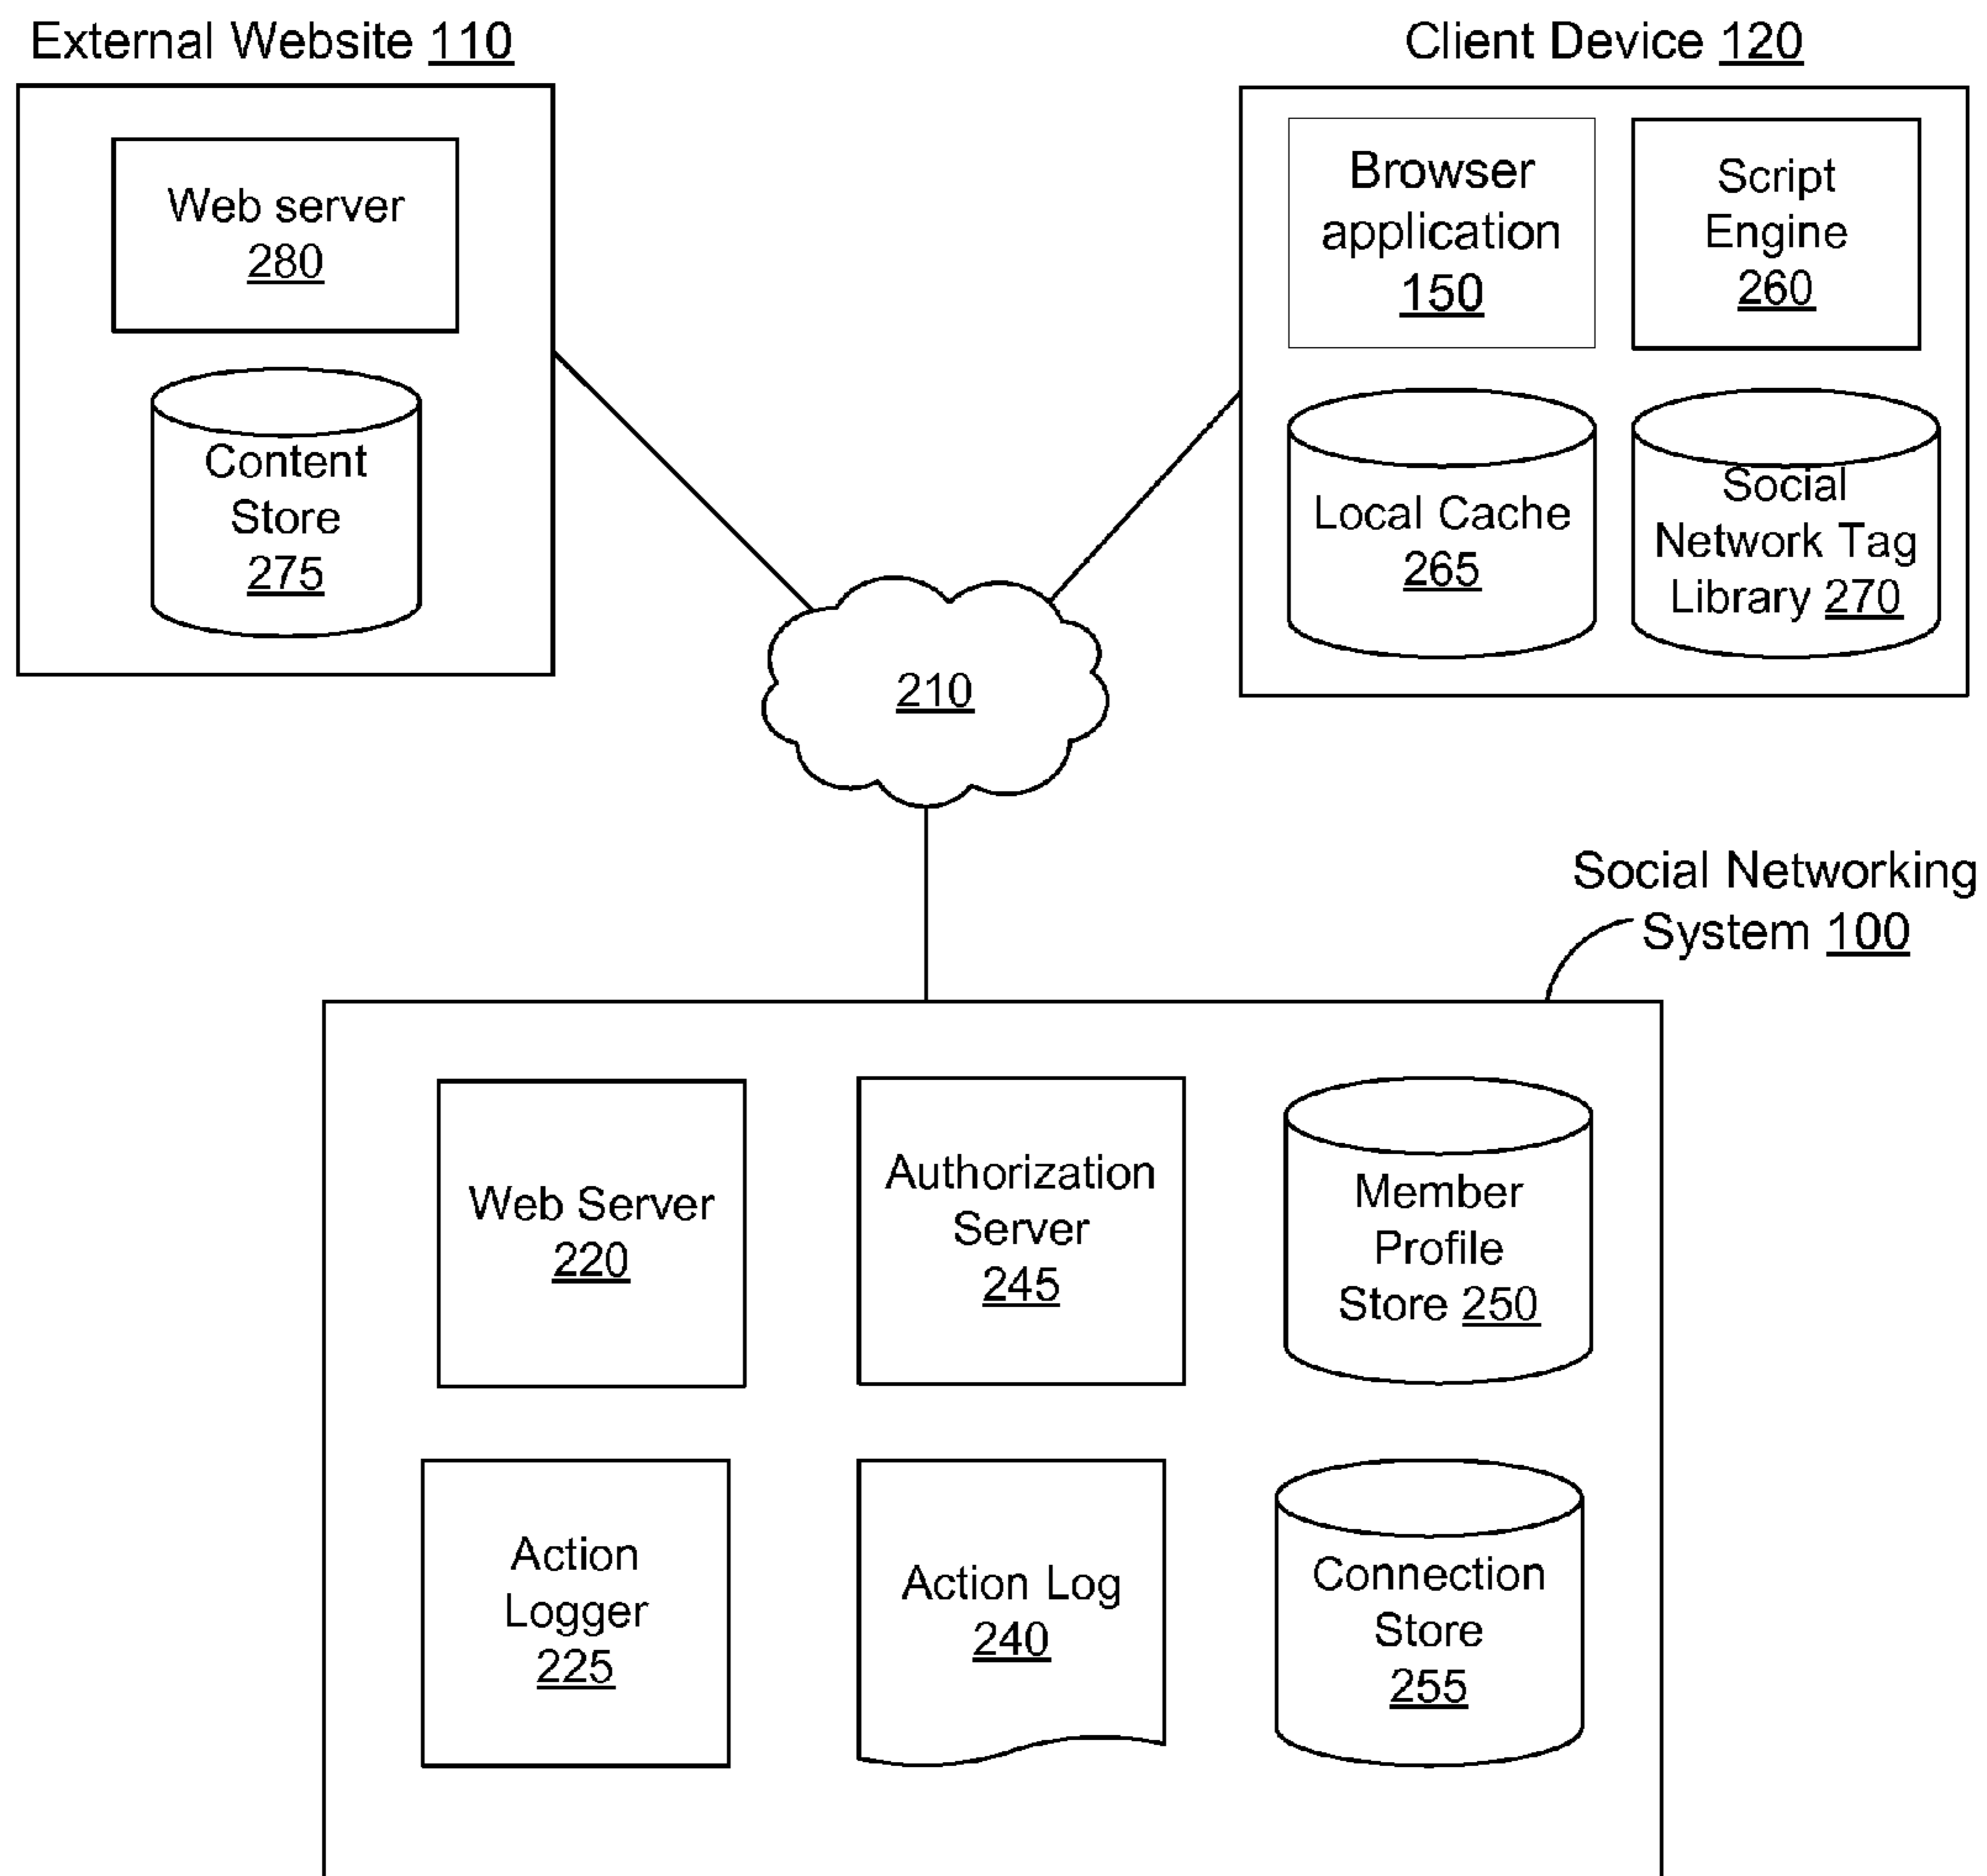 External Website 110
Web server
280
Content
Store
275
Client Device 120
Browser
application
150
Script
Engine
260
Local Cache
265
Social
Network Tag
Library 270
210
Social Networking
System 100
Web Server
220
Authorization
Server
245
Member
Profile
Store 250
Action
Logger
225
Action Log
240
Connection
Store
255